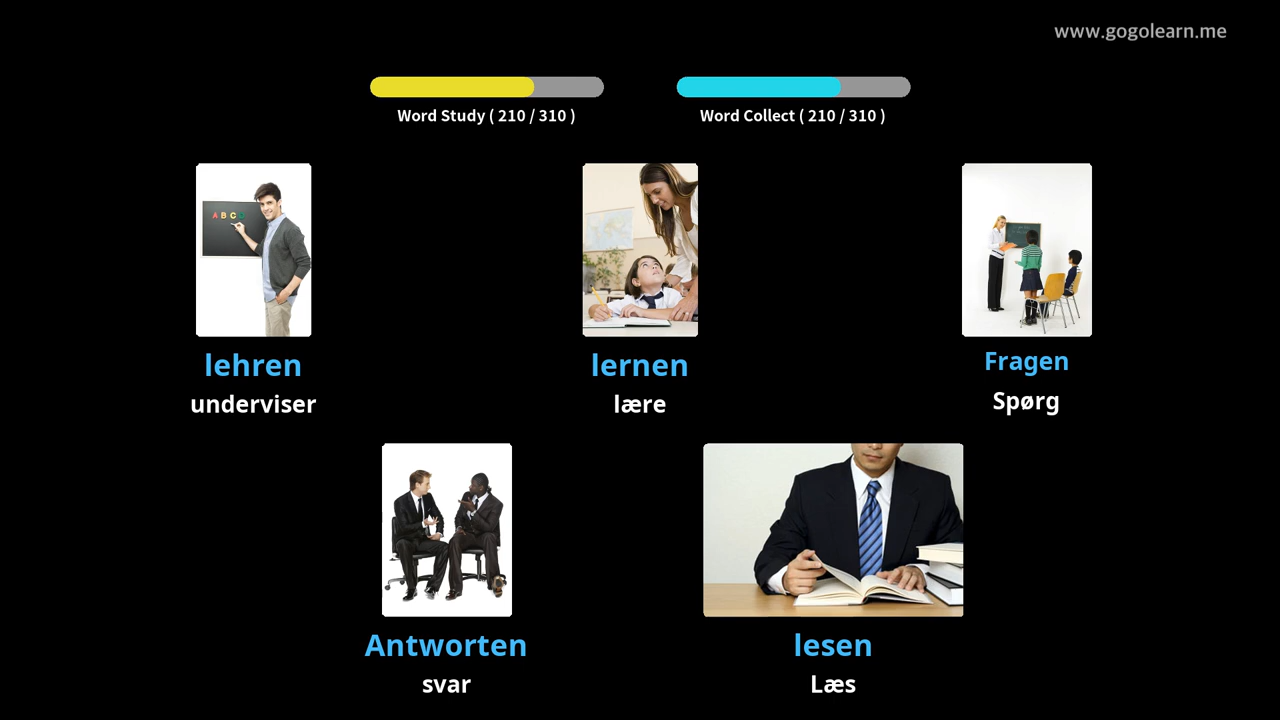 www.gogolearn.me
Word Study ( 210 / 310 )
Word Collect ( 210 / 310 )
A B C D
lehren
underviser
lernen
lære
Fragen
Spørg
Antworten
svar
lesen
Læs